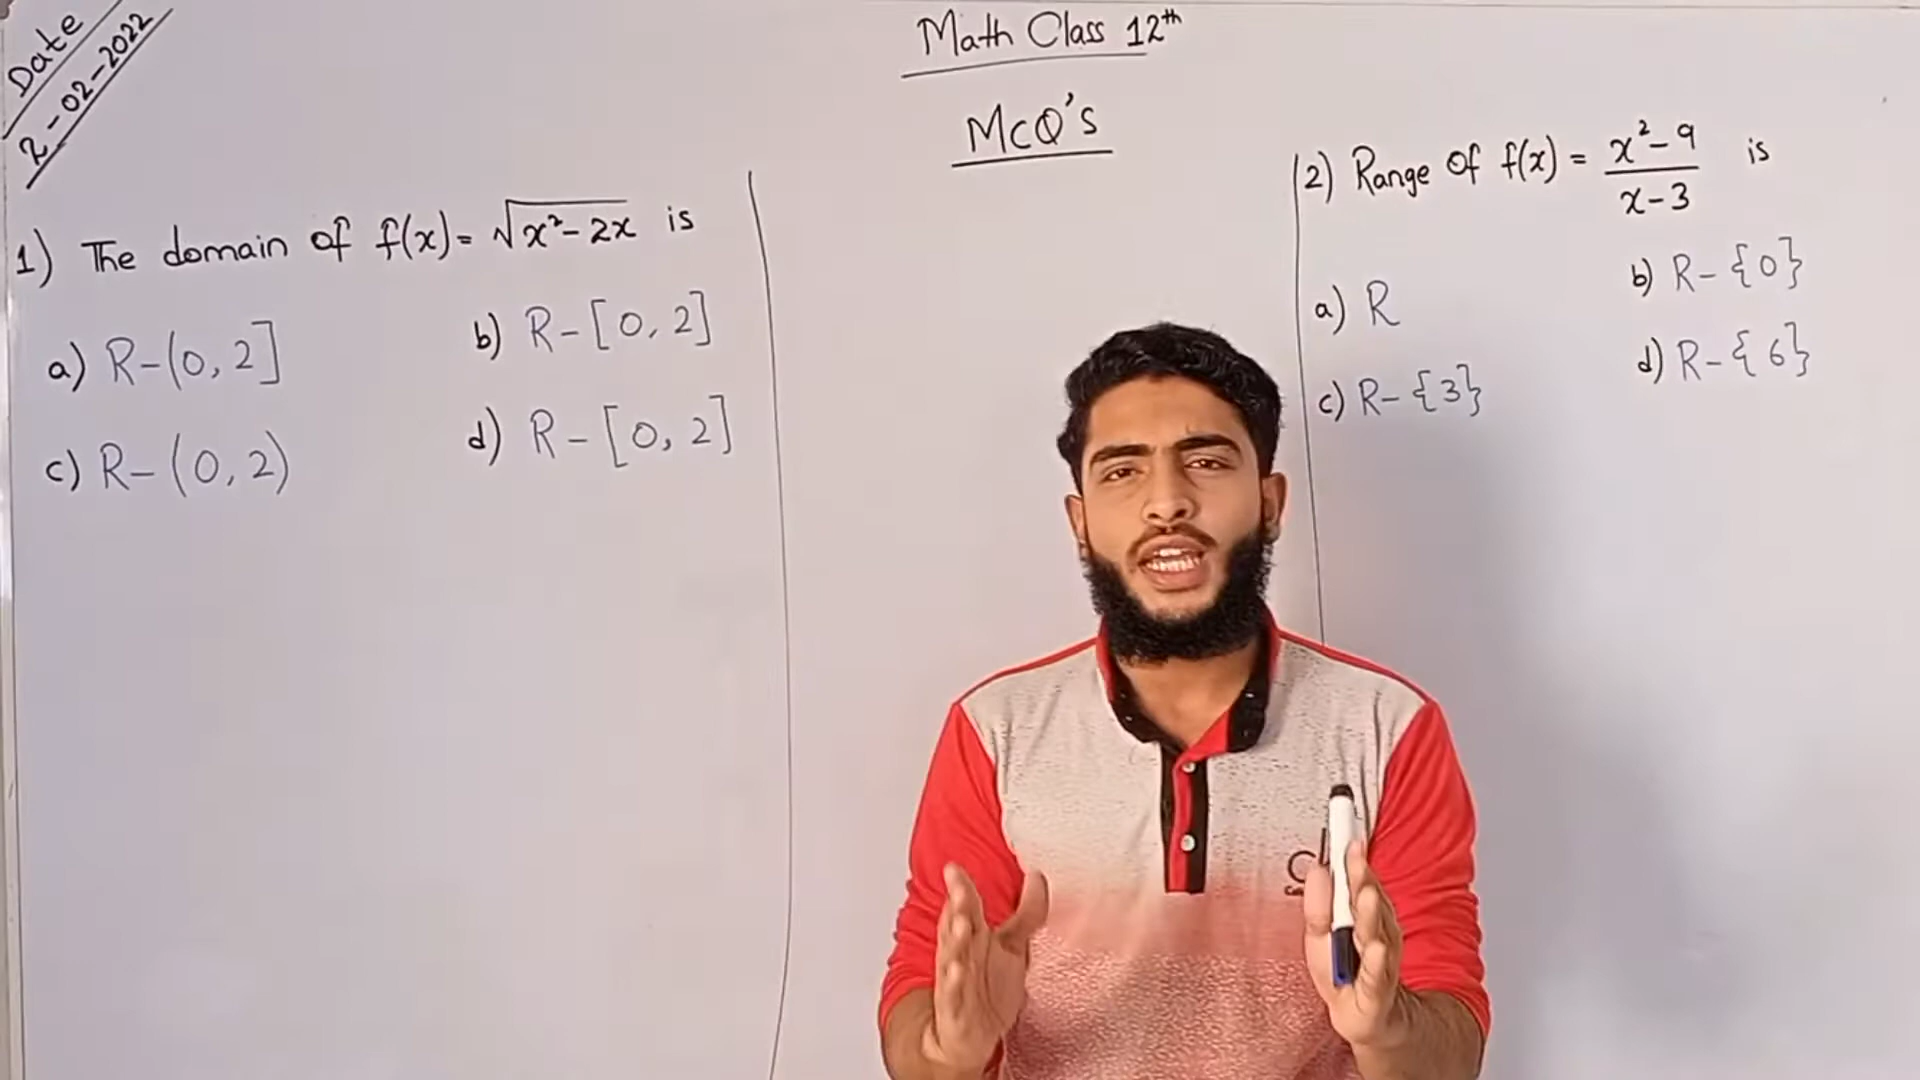 Date
2-02-2022
Math Class 12th
MCQ's
1) The domain of f(x) = √x²-2x is
a) R-(0, 2]
b) R-[0, 2]
c) R-(0, 2)
d) R-[0, 2]
2) Range of f(x) = x²-9 / x-3 is
a) R
b) R-{0}
c) R-{3}
d) R-{6}